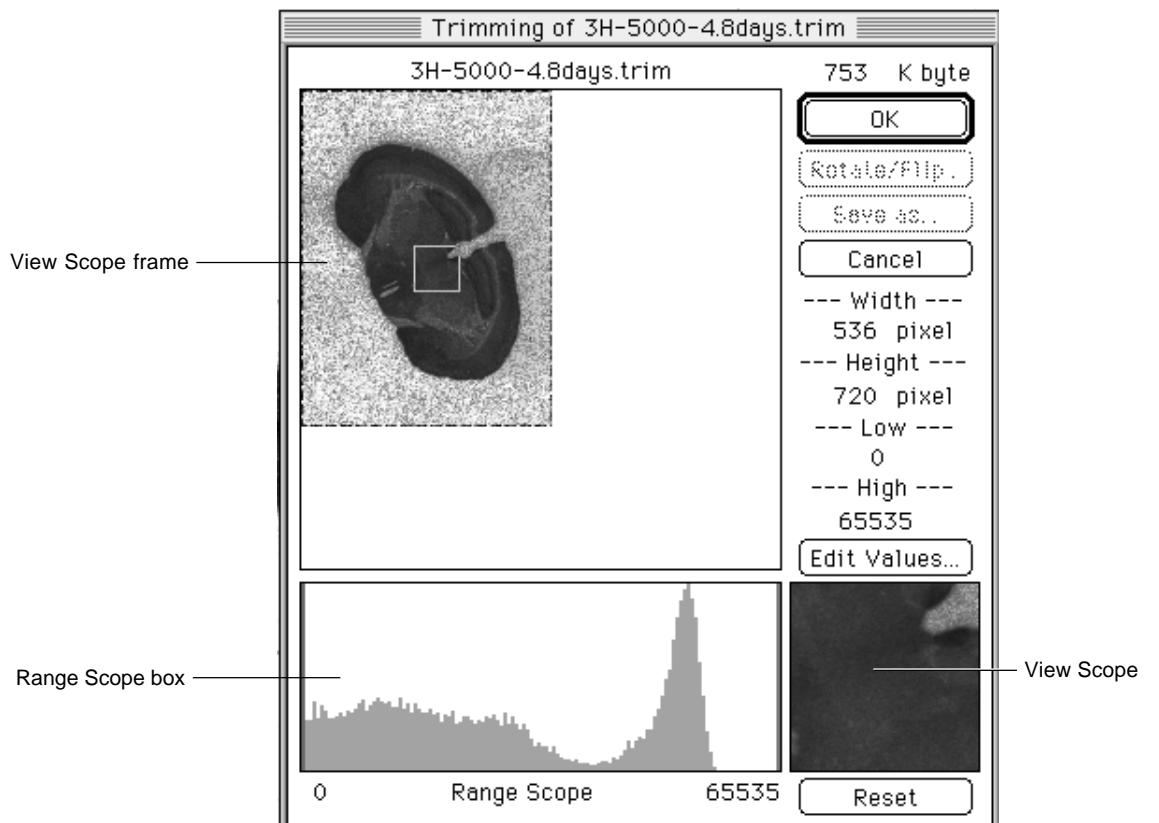 Trimming of 3H-5000-4.8days.trim
3H-5000-4.8days.trim
753 K byte
OK
Rotate/Flip..
Save as..
Cancel
--- Width ---
536 pixel
--- Height ---
720 pixel
--- Low ---
0
--- High ---
65535
Edit Values...
View Scope frame
Range Scope box
View Scope
0 Range Scope 65535
Reset